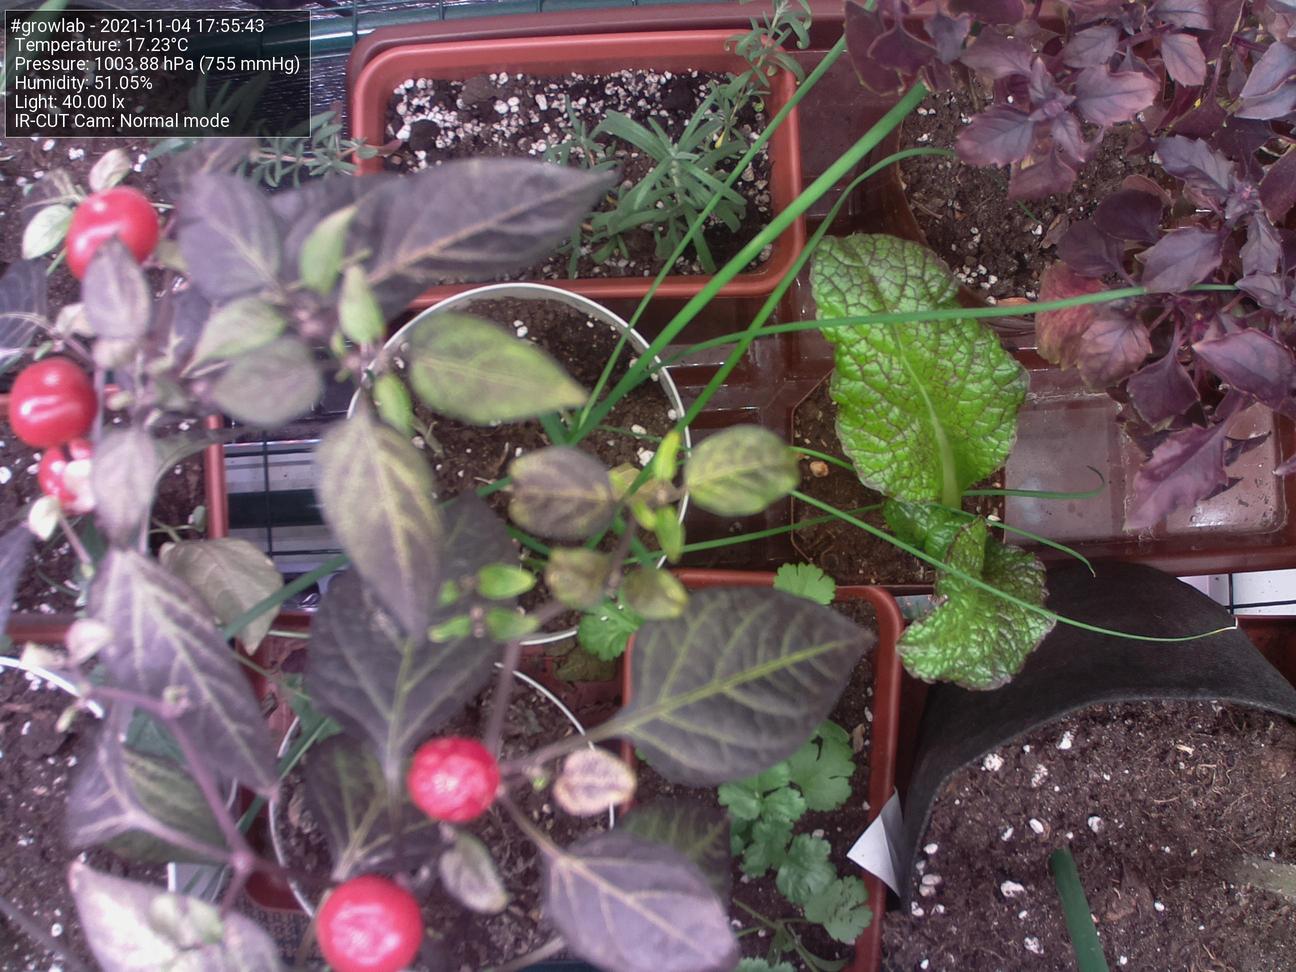 #growlab - 2021-11-04 17:55:43
Temperature: 17.23°C
Pressure: 1003.88 hPa (755 mmHg)
Humidity: 51.05%
Light: 40.00 lx
IR-CUT Cam: Normal mode